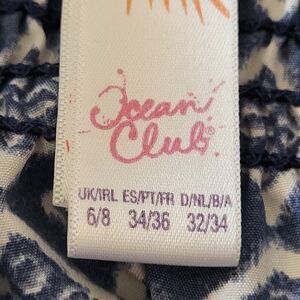 Ocean
Club®
UK/IRL ES/PT/FR D/NL/B/A
6/8 34/36 32/34